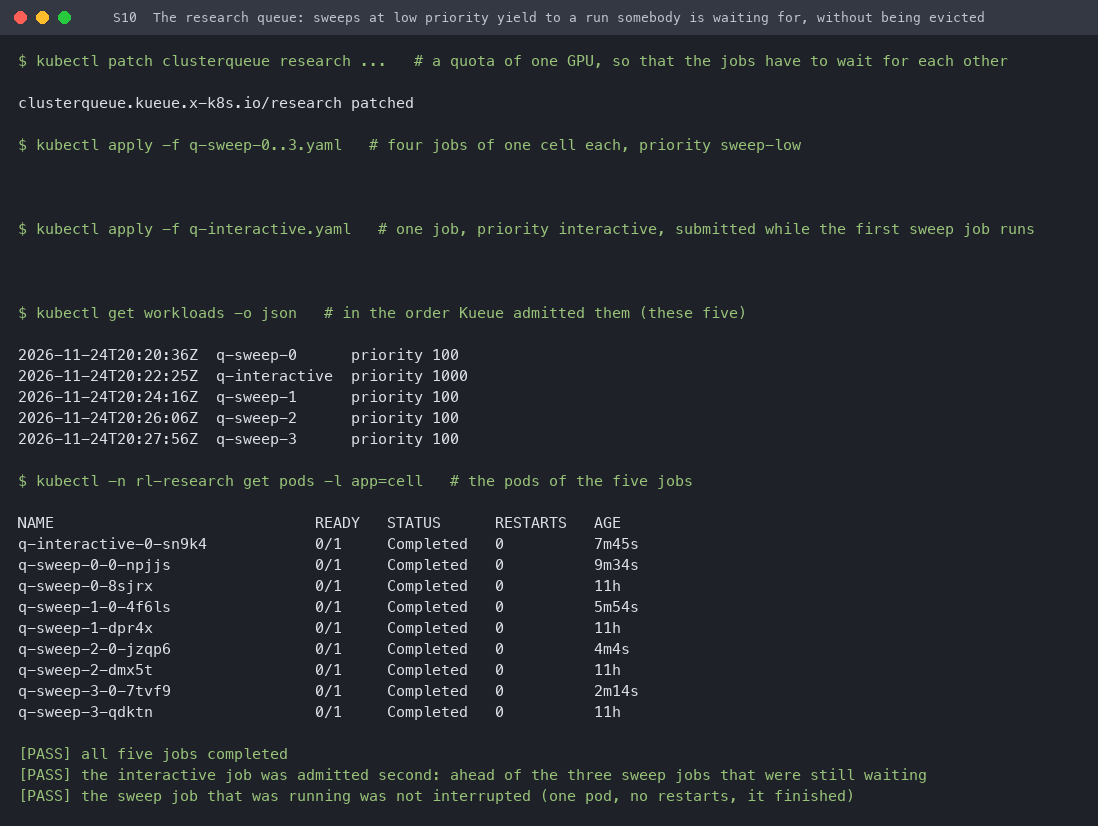 S10  The research queue: sweeps at low priority yield to a run somebody is waiting for, without being evicted
$ kubectl patch clusterqueue research ...   # a quota of one GPU, so that the jobs have to wait for each other
clusterqueue.kueue.x-k8s.io/research patched
$ kubectl apply -f q-sweep-0..3.yaml   # four jobs of one cell each, priority sweep-low
$ kubectl apply -f q-interactive.yaml   # one job, priority interactive, submitted while the first sweep job runs
$ kubectl get workloads -o json   # in the order Kueue admitted them (these five)
2026-11-24T20:20:36Z  q-sweep-0      priority 100
2026-11-24T20:22:25Z  q-interactive  priority 1000
2026-11-24T20:24:16Z  q-sweep-1      priority 100
2026-11-24T20:26:06Z  q-sweep-2      priority 100
2026-11-24T20:27:56Z  q-sweep-3      priority 100
$ kubectl -n rl-research get pods -l app=cell   # the pods of the five jobs
NAME                             READY   STATUS      RESTARTS   AGE
q-interactive-0-sn9k4            0/1     Completed   0          7m45s
q-sweep-0-0-npjjs                0/1     Completed   0          9m34s
q-sweep-0-8sjrx                  0/1     Completed   0          11h
q-sweep-1-0-4f6ls                0/1     Completed   0          5m54s
q-sweep-1-dpr4x                  0/1     Completed   0          11h
q-sweep-2-0-jzqp6                0/1     Completed   0          4m4s
q-sweep-2-dmx5t                  0/1     Completed   0          11h
q-sweep-3-0-7tvf9                0/1     Completed   0          2m14s
q-sweep-3-qdktn                  0/1     Completed   0          11h
[PASS] all five jobs completed
[PASS] the interactive job was admitted second: ahead of the three sweep jobs that were still waiting
[PASS] the sweep job that was running was not interrupted (one pod, no restarts, it finished)